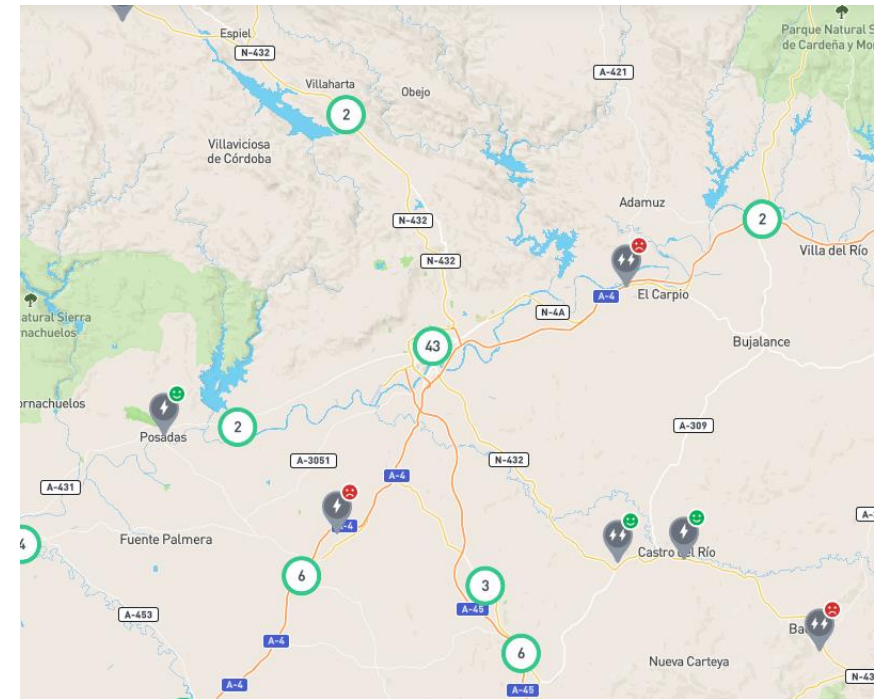 Espiel
N-432
Villaharta
Obejo
2
Villaviciosa
de Córdoba
A-421
Parque Natural S
de Cardeña y Mo
Adamuz
2
Villa del Río
N-432
N-432
A-4
El Carpio
N-4A
43
Bujalance
atural Sierra
nachuelos
ornachuelos
Posadas
2
A-309
A-3051
A-4
N-432
A-431
A-4
4
Fuente Palmera
6
Castro del Río
A-
3
A-45
A-453
A-4
6
Nueva Carteya
Ba
N-43
A-4
A-45